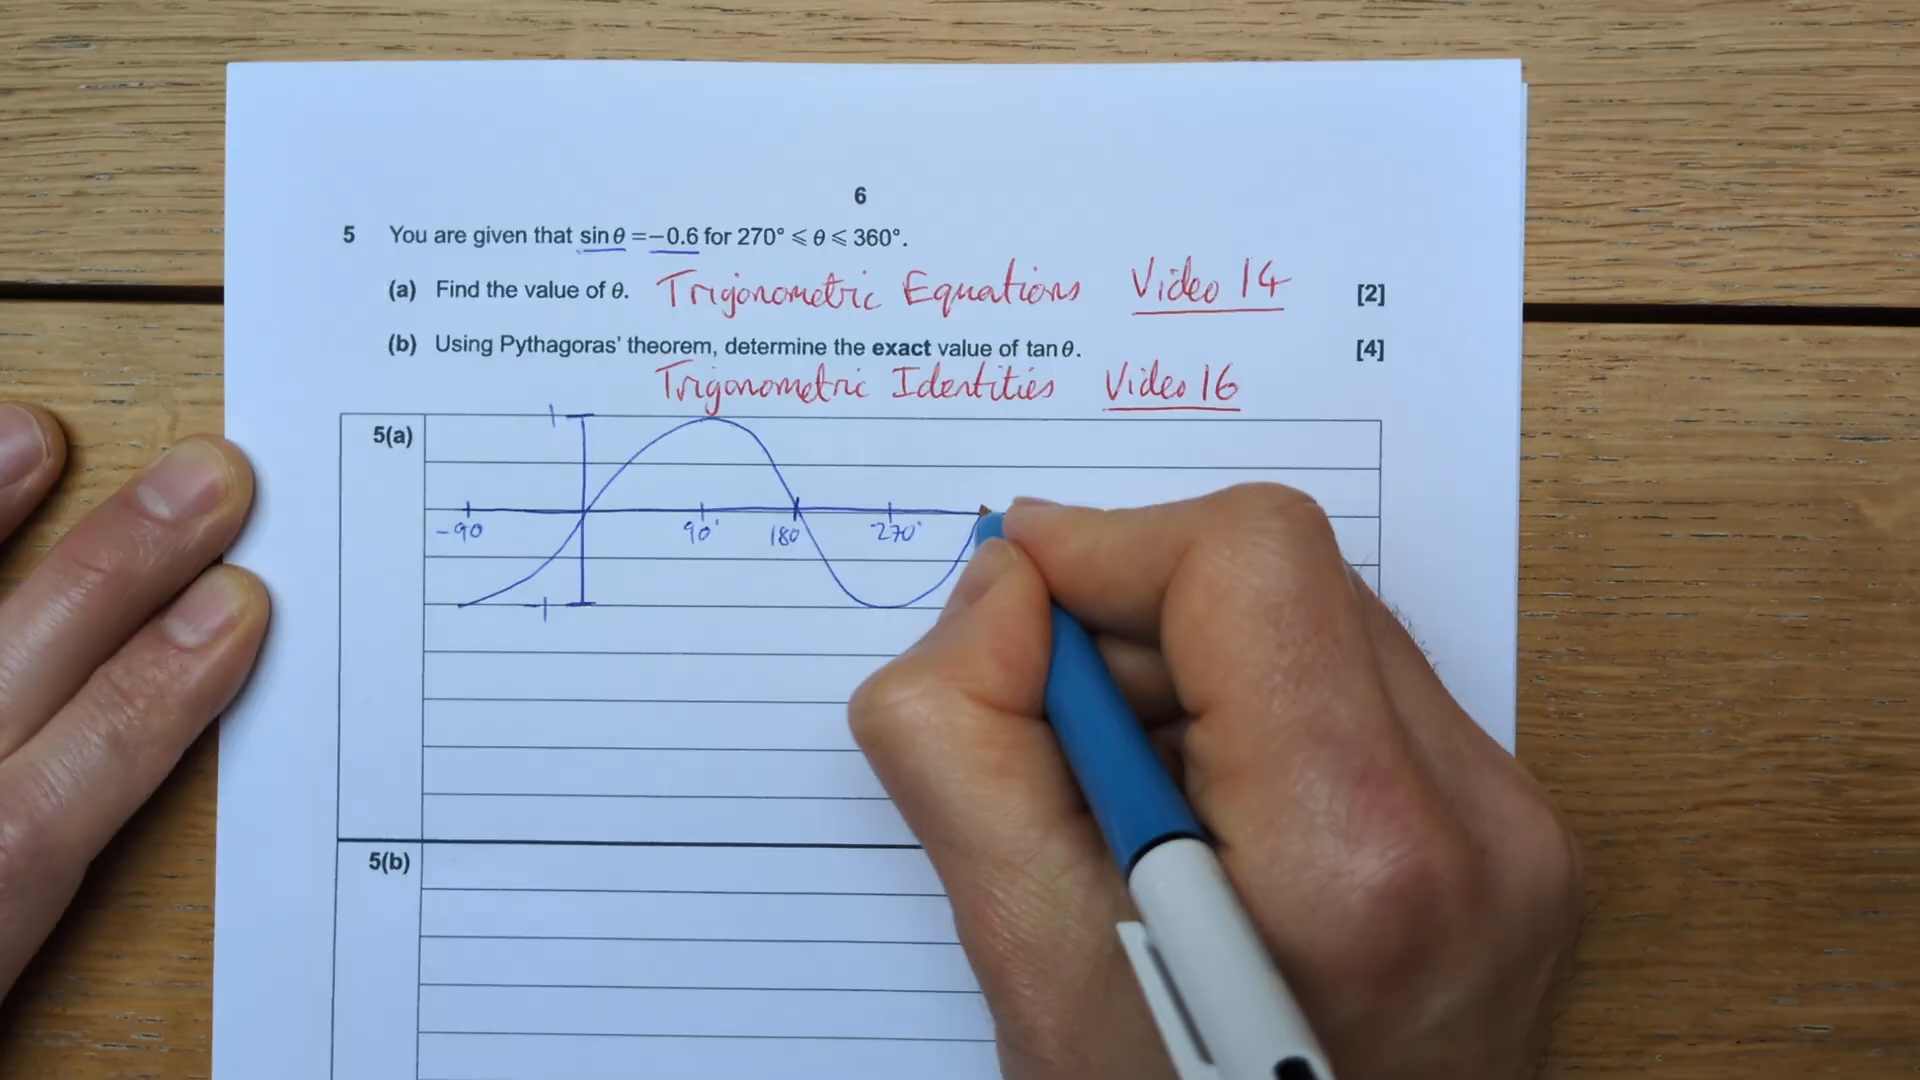 6
5 You are given that sin θ = −0.6 for 270° ⩽ θ ⩽ 360°.
(a) Find the value of θ. Trigonometric Equations Video 14 [2]
(b) Using Pythagoras’ theorem, determine the exact value of tan θ. [4]
Trigonometric Identities Video 16
1
5(a)
-90 90° 180 270°
-1
5(b)